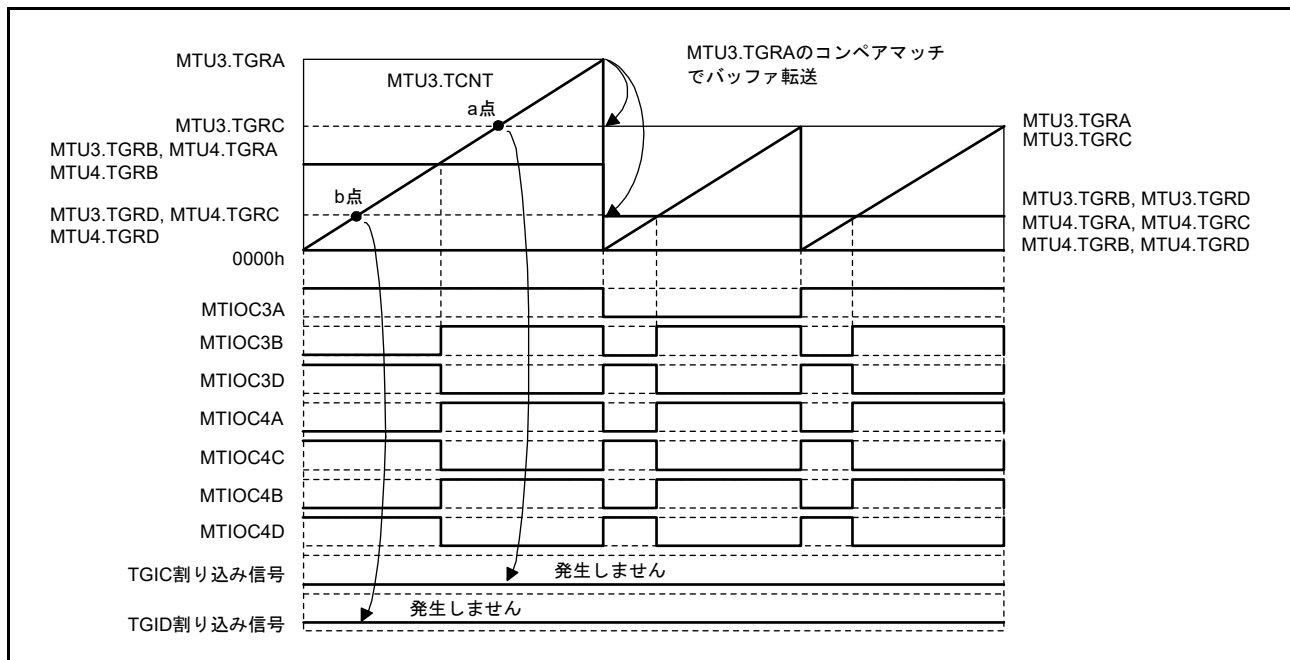 MTU3.TGRA
MTU3.TCNT
MTU3.TGRAのコンペアマッチ
でバッファ転送
a点
MTU3.TGRC
MTU3.TGRA
MTU3.TGRC
MTU3.TGRB, MTU4.TGRA
MTU4.TGRB
b点
MTU3.TGRD, MTU4.TGRC
MTU4.TGRD
MTU3.TGRB, MTU3.TGRD
MTU4.TGRA, MTU4.TGRC
MTU4.TGRB, MTU4.TGRD
0000h
MTIOC3A
MTIOC3B
MTIOC3D
MTIOC4A
MTIOC4C
MTIOC4B
MTIOC4D
TGIC割り込み信号
発生しません
TGID割り込み信号
発生しません